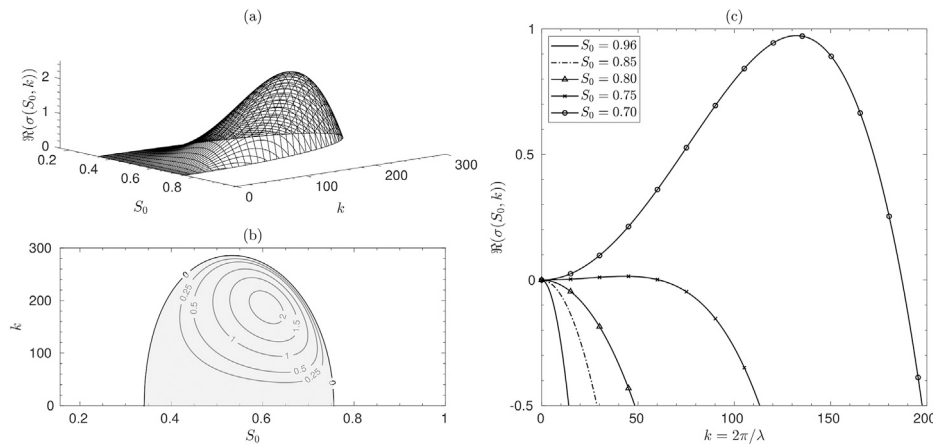 (a)
ℜ(σ(S₀, k))
2
1
0
0.2
0.4
0.6
0.8
S₀
0
100
200
300
k
(b)
k
300
200
100
0
0
0.25
0.5
1
1.5
2
1
0.5
0.25
0
0.2
0.4
0.6
0.8
1
S₀
(c)
ℜ(σ(S₀, k))
1
0.5
0
-0.5
S₀ = 0.96
S₀ = 0.85
S₀ = 0.80
S₀ = 0.75
S₀ = 0.70
0
50
100
150
200
k = 2π/λ